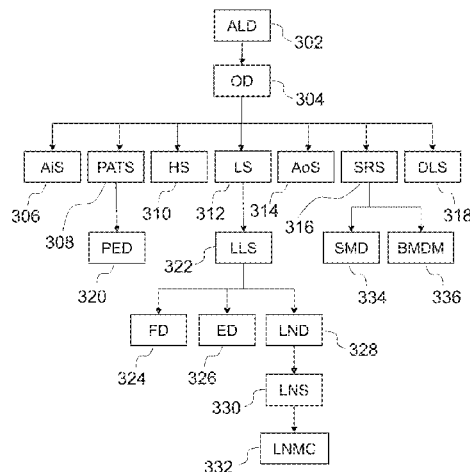 ALD
302
OD
304
AiS PATS HS LS AoS SRS DLS
306 308 310 312 314 316 318
PED LLS SMD BMDM
320 322 334 336
FD ED LND 328
324 326
330 LNS
332 LNMC